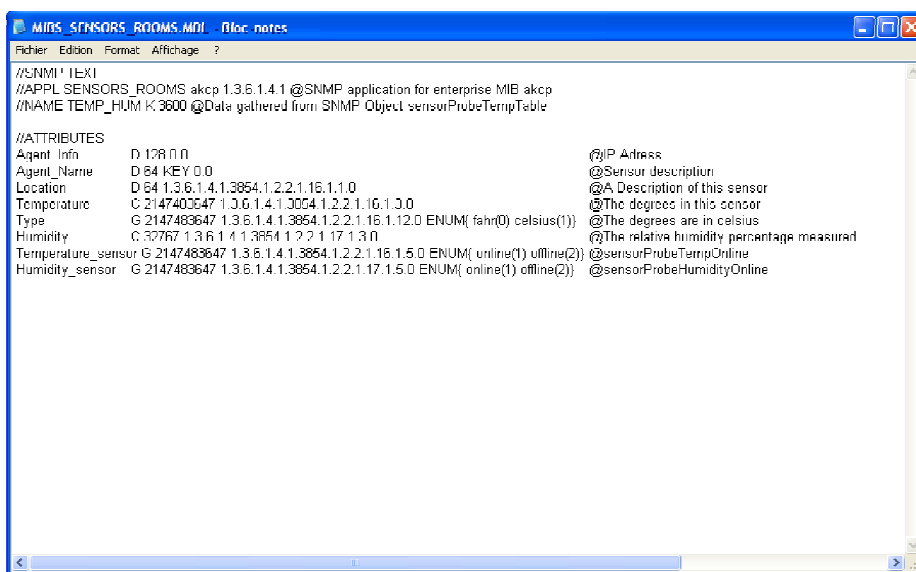 MIBS_SENSORS_ROOMS.MDL - Bloc-notes
Fichier Edition Format Affichage ?
//SNMP TEXT
//APPL SENSORS_ROOMS akcp 1.3.6.1.4.1 @SNMP application for enterprise MIB akcp
//NAME TEMP_HUM K 3600 @Data gathered from SNMP Object sensorProbeTempTable
//ATTRIBUTES
Agent_Info D 128 0.0 @IP Adress
Agent_Name D 64 KEY 0.0 @Sensor description
Location D 64 1.3.6.1.4.1.3854.1.2.2.1.16.1.1.0 @A Description of this sensor
Temperature C 2147483647 1.3.6.1.4.1.3854.1.2.2.1.16.1.3.0 @The degrees in this sensor
Type G 2147483647 1.3.6.1.4.1.3854.1.2.2.1.16.1.12.0 ENUM{ fahr(0) celsius(1)} @The degrees are in celsius
Humidity C 32767 1.3.6.1.4.1.3854.1.2.2.1.17.1.3.0 @The relative humidity percentage measured
Temperature_sensor G 2147483647 1.3.6.1.4.1.3854.1.2.2.1.16.1.5.0 ENUM{ online(1) offline(2)} @sensorProbeTempOnline
Humidity_sensor G 2147483647 1.3.6.1.4.1.3854.1.2.2.1.17.1.5.0 ENUM{ online(1) offline(2)} @sensorProbeHumidityOnline